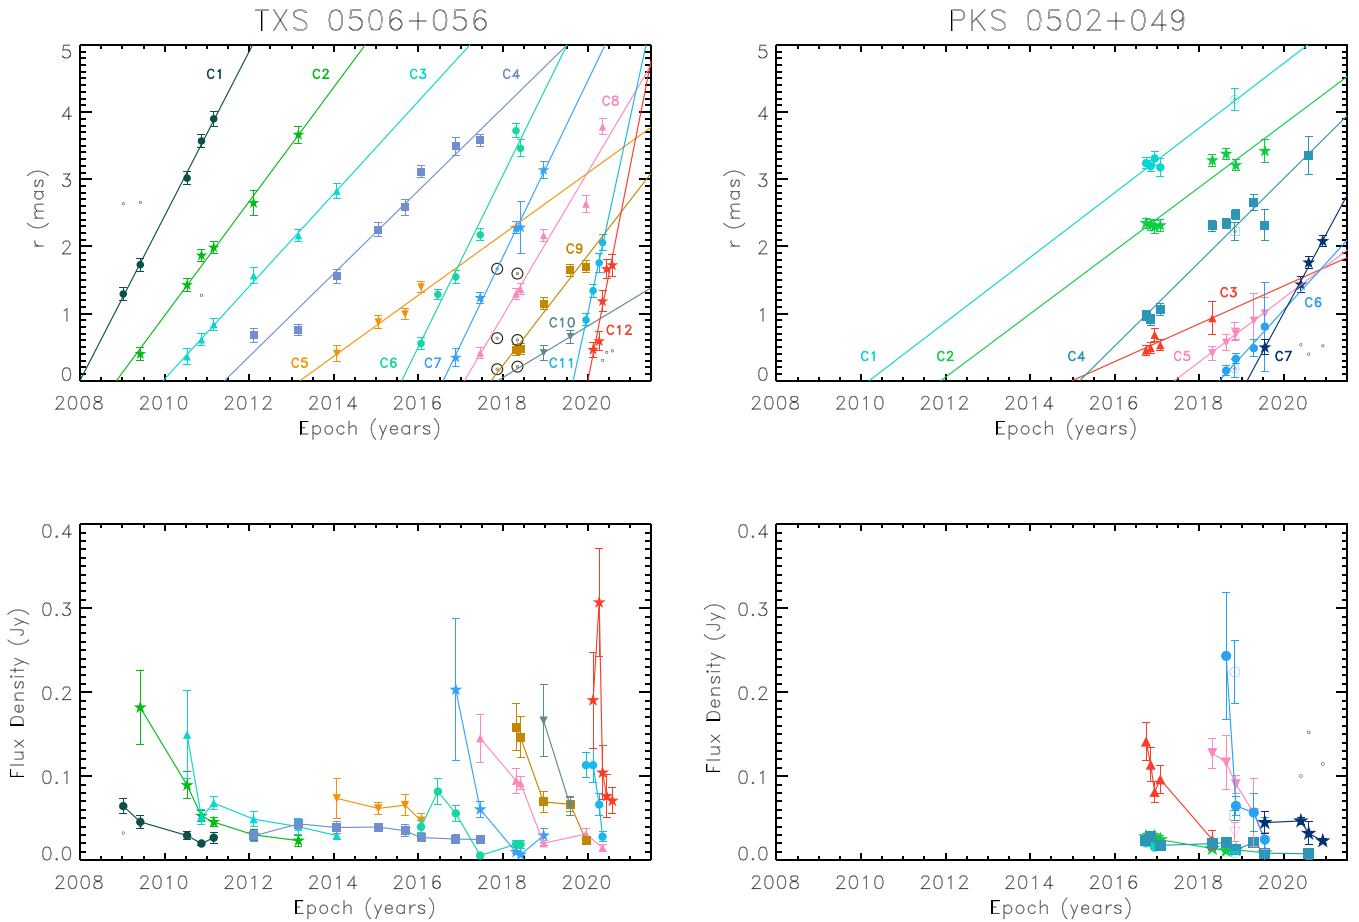 TXS 0506+056
PKS 0502+049
5
4
3
2
1
0
r (mas)
C1
C2
C3
C4
C8
C9
C10
C5
C6
C7
C11
C12
2008
2010
2012
2014
2016
2018
2020
Epoch (years)
5
4
3
2
1
0
r (mas)
C3
C6
C1
C2
C4
C5
C7
2008
2010
2012
2014
2016
2018
2020
Epoch (years)
0.4
0.3
0.2
0.1
0.0
Flux Density (Jy)
2008
2010
2012
2014
2016
2018
2020
Epoch (years)
0.4
0.3
0.2
0.1
0.0
Flux Density (Jy)
2008
2010
2012
2014
2016
2018
2020
Epoch (years)